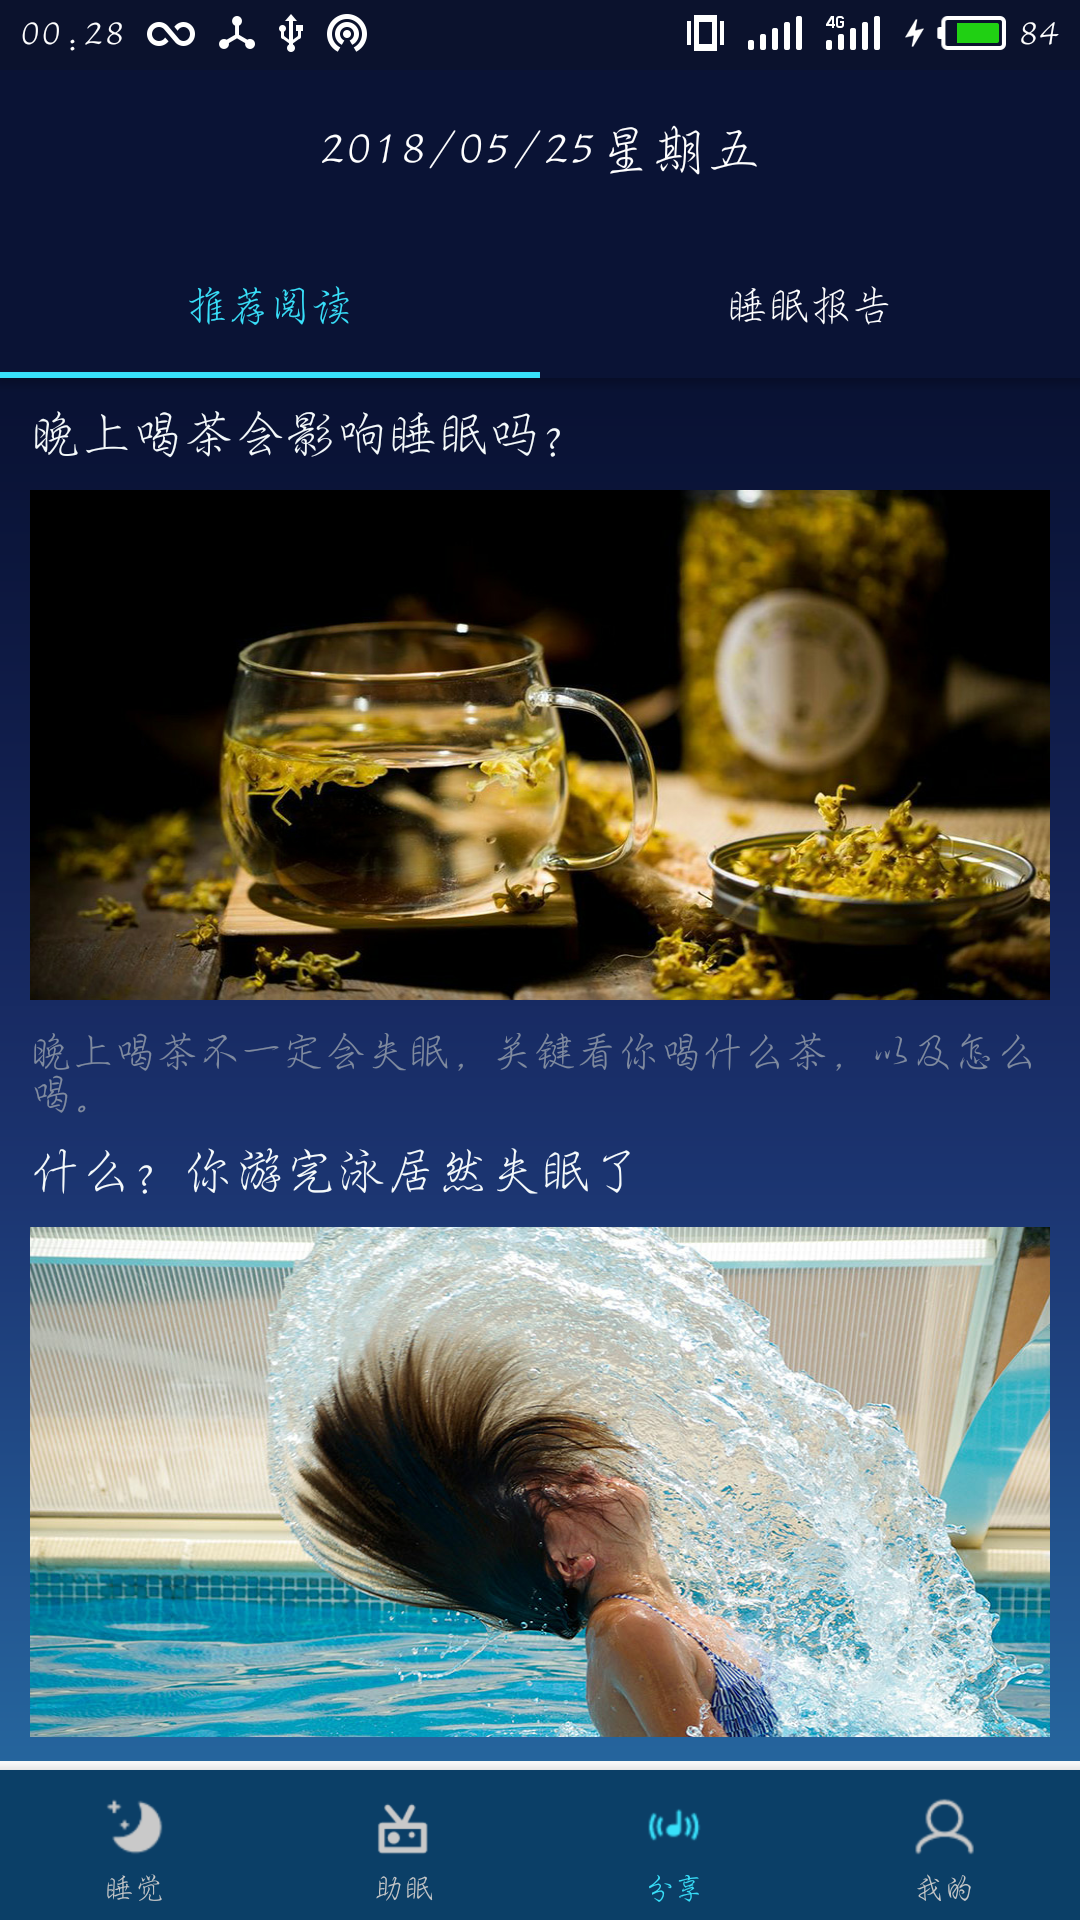 00:28 4G 84
2018/05/25星期五
推荐阅读 睡眠报告
晚上喝茶会影响睡眠吗?
晚上喝茶不一定会失眠，关键看你喝什么茶，以及怎么
喝。
什么？你游完泳居然失眠了
睡觉 助眠 分享 我的